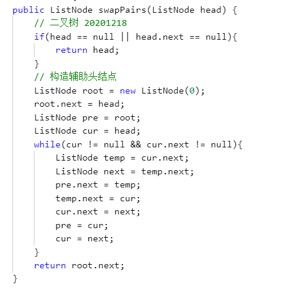 public ListNode swapPairs(ListNode head) {
    // 二叉树 20201218
    if(head == null || head.next == null){
        return head;
    }
    // 构造辅助头结点
    ListNode root = new ListNode(0);
    root.next = head;
    ListNode pre = root;
    ListNode cur = head;
    while(cur != null && cur.next != null){
        ListNode temp = cur.next;
        ListNode next = temp.next;
        pre.next = temp;
        temp.next = cur;
        cur.next = next;
        pre = cur;
        cur = next;
    }
    return root.next;
}